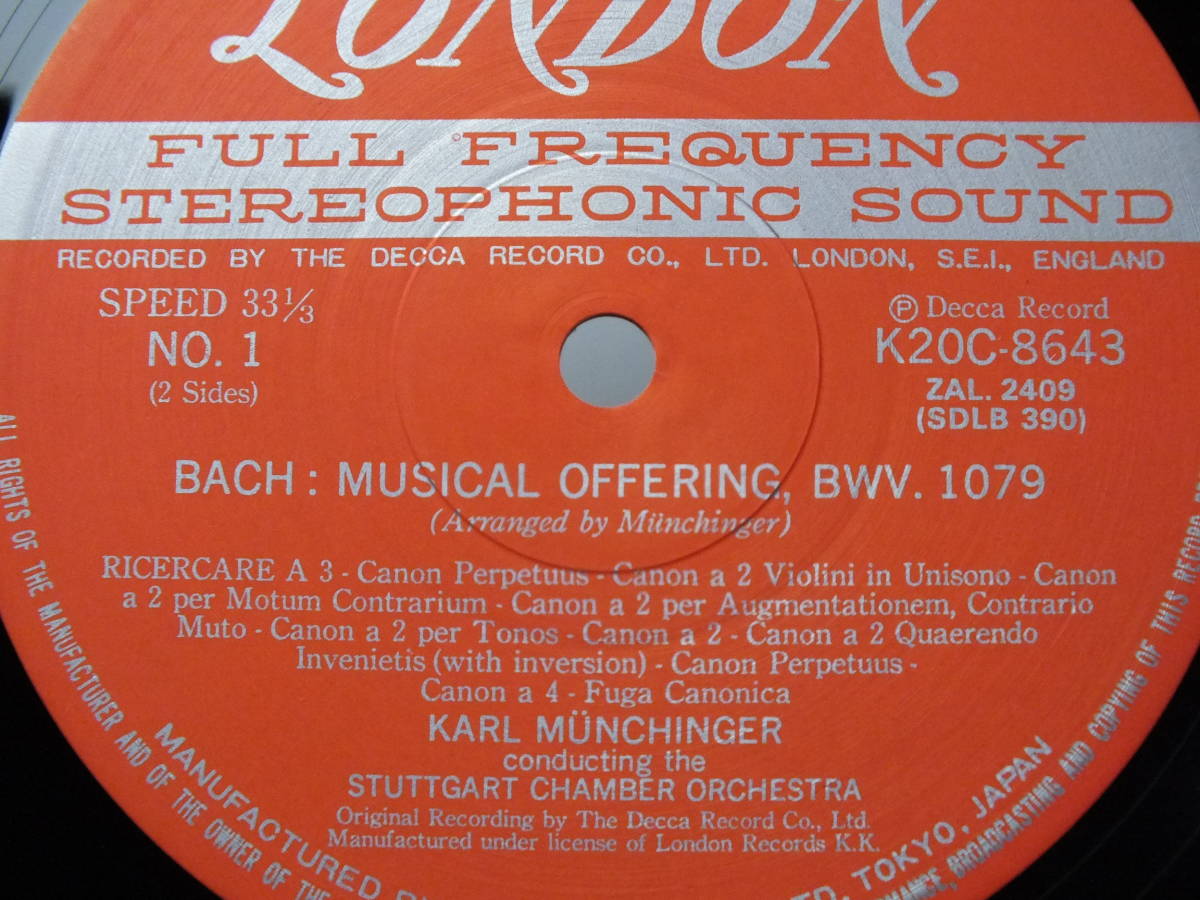 LONDON
FULL FREQUENCY
STEREOPHONIC SOUND
RECORDED BY THE DECCA RECORD CO., LTD. LONDON, S.E.I., ENGLAND
SPEED 33⅓
NO. 1
(2 Sides)
Ⓟ Decca Record
K20C-8643
ZAL. 2409
(SDLB 390)
BACH : MUSICAL OFFERING, BWV. 1079
(Arranged by Münchinger)
RICERCARE A 3 - Canon Perpetuus - Canon a 2 Violini in Unisono - Canon
a 2 per Motum Contrarium - Canon a 2 per Augmentationem, Contrario
Muto - Canon a 2 per Tonos - Canon a 2 - Canon a 2 Quaerendo
Invenietis (with inversion) - Canon Perpetuus -
Canon a 4 - Fuga Canonica
KARL MÜNCHINGER
conducting the
STUTTGART CHAMBER ORCHESTRA
Original Recording by The Decca Record Co., Ltd.
Manufactured under license of London Records K.K.
MANUFACTURED TOKYO, JAPAN
ALL RIGHTS OF THE MANUFACTURER AND OF THE OWNER OF THE BROADCASTING AND COPYING OF THIS RECORD